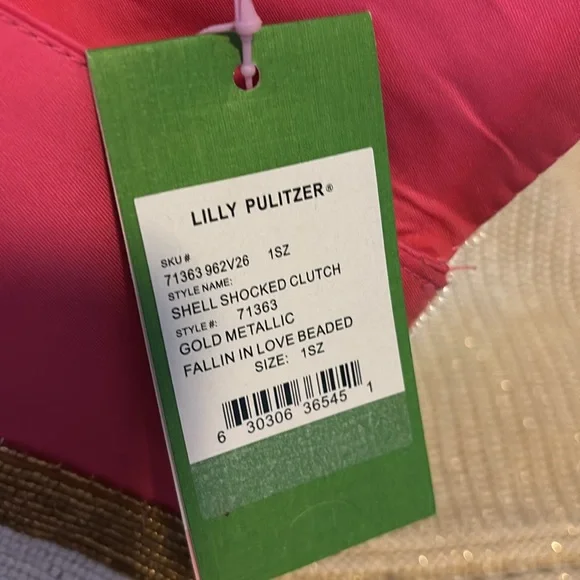 LILLY PULITZER®
SKU #
71363 962V26 1SZ
STYLE NAME:
SHELL SHOCKED CLUTCH
STYLE #: 71363
GOLD METALLIC
FALLIN IN LOVE BEADED
SIZE: 1SZ
6 30306 36545 1